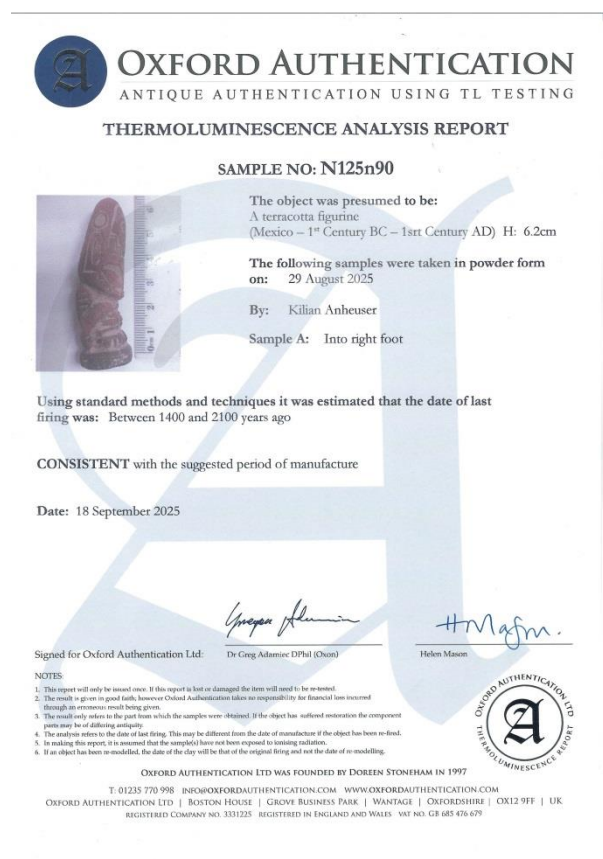 OXFORD AUTHENTICATION
ANTIQUE AUTHENTICATION USING TL TESTING
THERMOLUMINESCENCE ANALYSIS REPORT
SAMPLE NO: N125n90
The object was presumed to be:
A terracotta figurine
(Mexico – 1st Century BC – 1srt Century AD) H: 6.2cm
The following samples were taken in powder form
on: 29 August 2025
By: Kilian Anheuser
Sample A: Into right foot
Using standard methods and techniques it was estimated that the date of last
firing was: Between 1400 and 2100 years ago
CONSISTENT with the suggested period of manufacture
Date: 18 September 2025
Signed for Oxford Authentication Ltd:
Dr Greg Adamiec DPhil (Oxon)
Helen Mason
NOTES:
1. This report will only be issued once. If this report is lost or damaged the item will need to be re-tested.
2. The result is given in good faith; however Oxford Authentication takes no responsibility for financial loss incurred
through an erroneous result being given.
3. The result only refers to the part from which the samples were obtained. If the object has suffered restoration the component
parts may be of differing antiquity.
4. The analysis refers to the date of last firing. This may be different from the date of manufacture if the object has been re-fired.
5. In making this report, it is assumed that the sample(s) have not been exposed to ionising radiation.
6. If an object has been re-modelled, the date of the clay will be that of the original firing and not the date of re-modelling.
OXFORD AUTHENTICATION LTD
THERMOLUMINESCENCE REPORT
OXFORD AUTHENTICATION LTD WAS FOUNDED BY DOREEN STONEHAM IN 1997
T: 01235 770 998 INFO@OXFORDAUTHENTICATION.COM WWW.OXFORDAUTHENTICATION.COM
OXFORD AUTHENTICATION LTD | BOSTON HOUSE | GROVE BUSINESS PARK | WANTAGE | OXFORDSHIRE | OX12 9FF | UK
REGISTERED COMPANY NO. 3331225 REGISTERED IN ENGLAND AND WALES VAT NO. GB 685 476 679